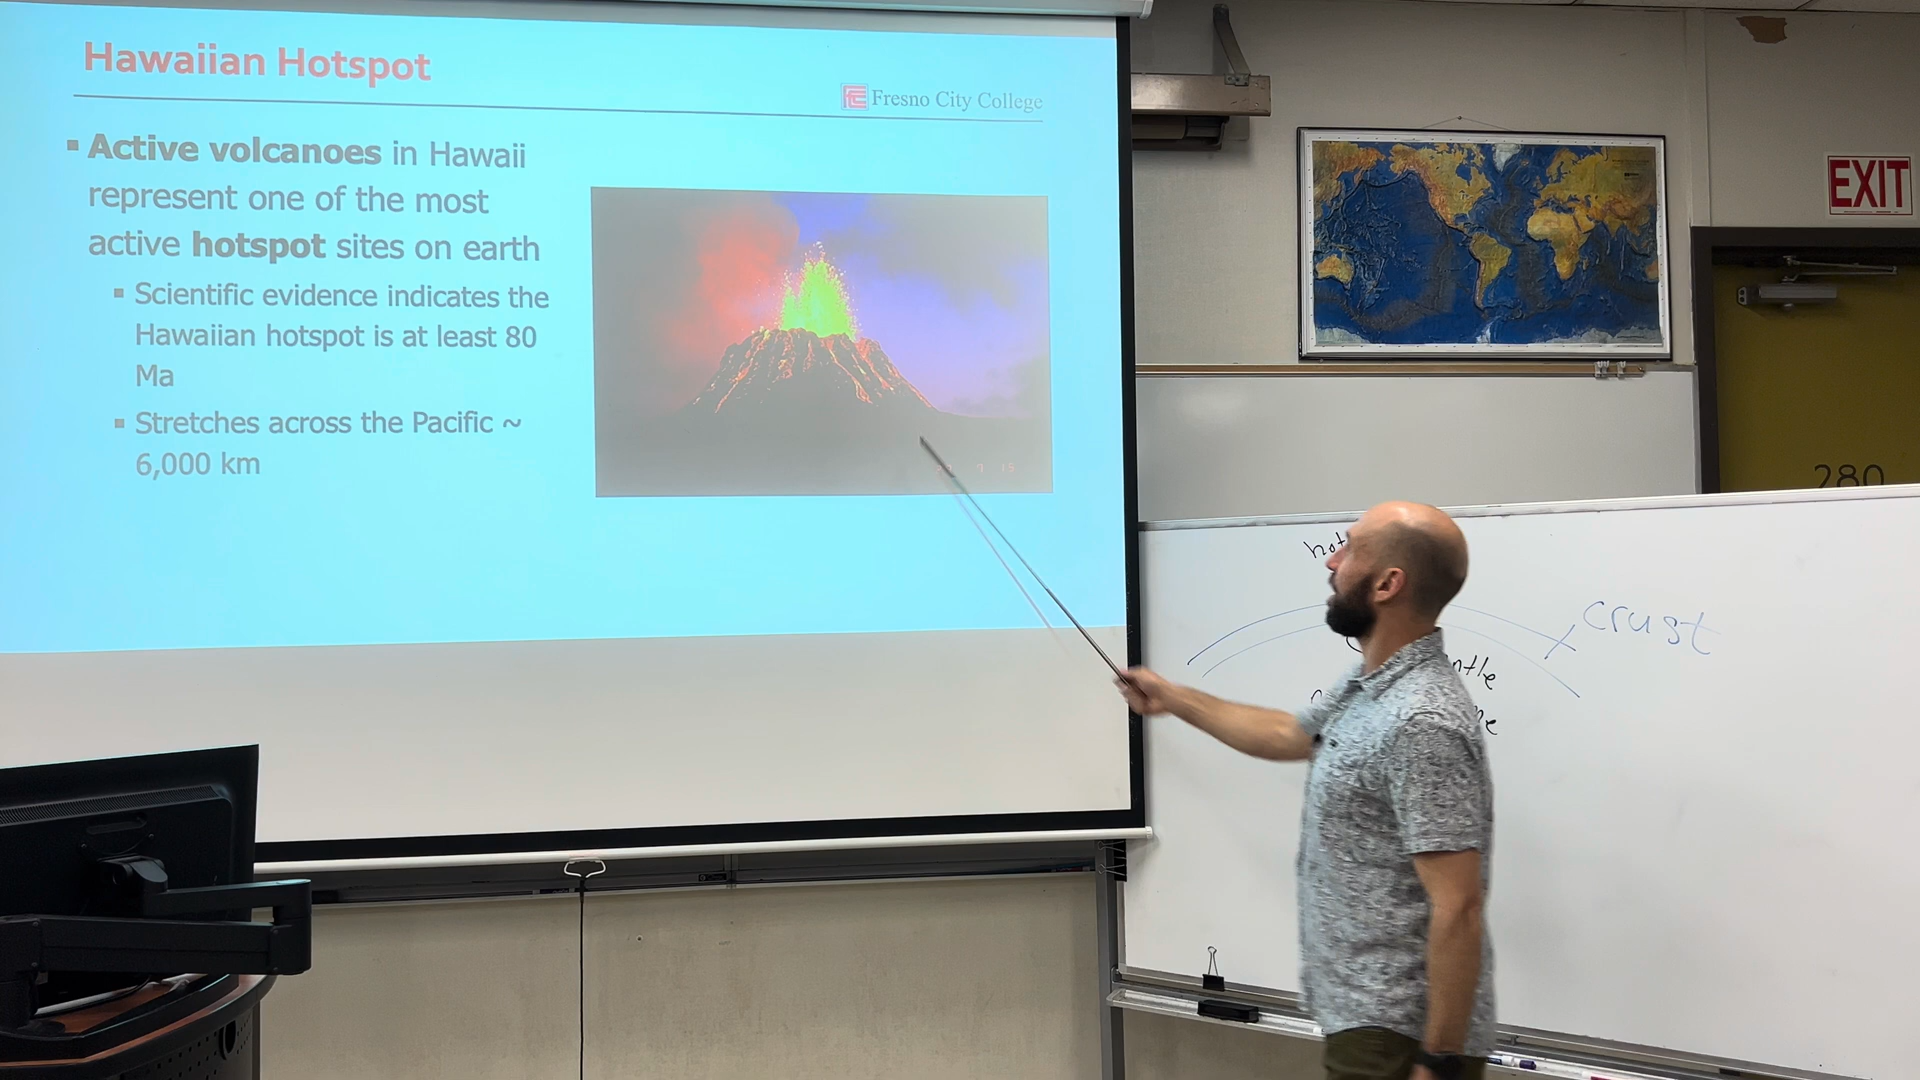 Hawaiian Hotspot
FCC Fresno City College
▪ Active volcanoes in Hawaii
represent one of the most
active hotspot sites on earth
▪ Scientific evidence indicates the
Hawaiian hotspot is at least 80
Ma
▪ Stretches across the Pacific ~
6,000 km
EXIT
280
crust